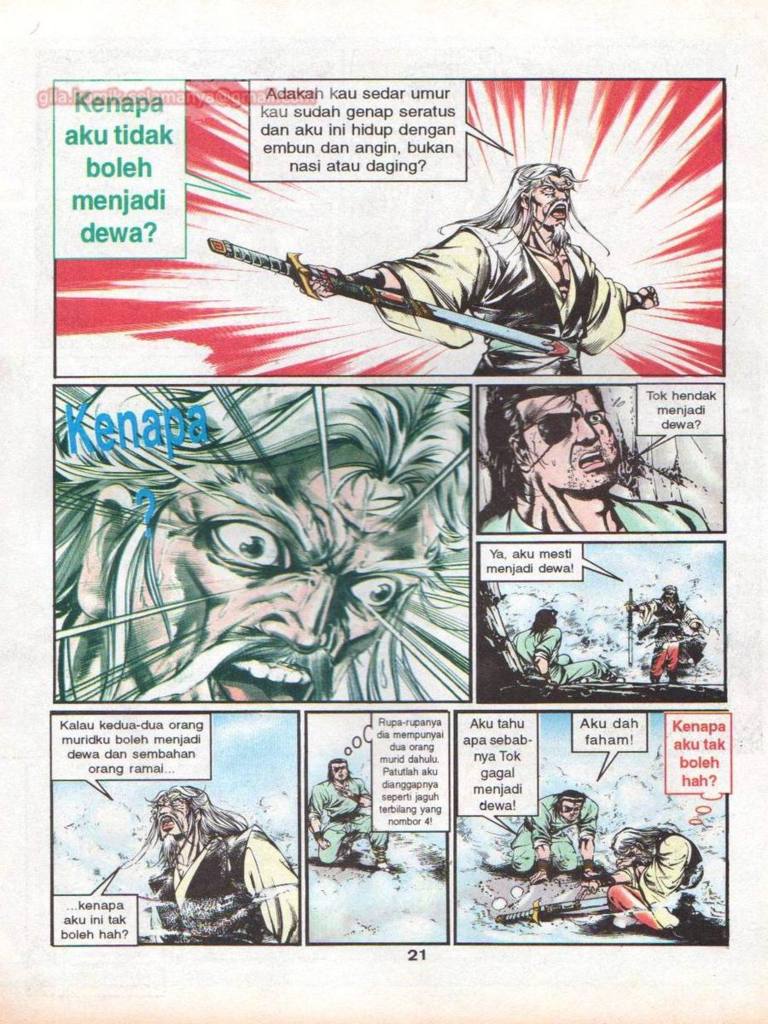 Kenapa
aku tidak
boleh
menjadi
dewa?
Adakah kau sedar umur
kau sudah genap seratus
dan aku ini hidup dengan
embun dan angin, bukan
nasi atau daging?
Kenapa
?
Tok hendak
menjadi
dewa?
Ya, aku mesti
menjadi dewa!
Kalau kedua-dua orang
muridku boleh menjadi
dewa dan sembahan
orang ramai...
...kenapa
aku ini tak
boleh hah?
Rupa-rupanya
dia mempunyai
dua orang
murid dahulu.
Patutlah aku
dianggapnya
seperti jaguh
terbilang yang
nombor 4!
Aku tahu
apa sebab-
nya Tok
gagal
menjadi
dewa!
Aku dah
faham!
Kenapa
aku tak
boleh
hah?
21